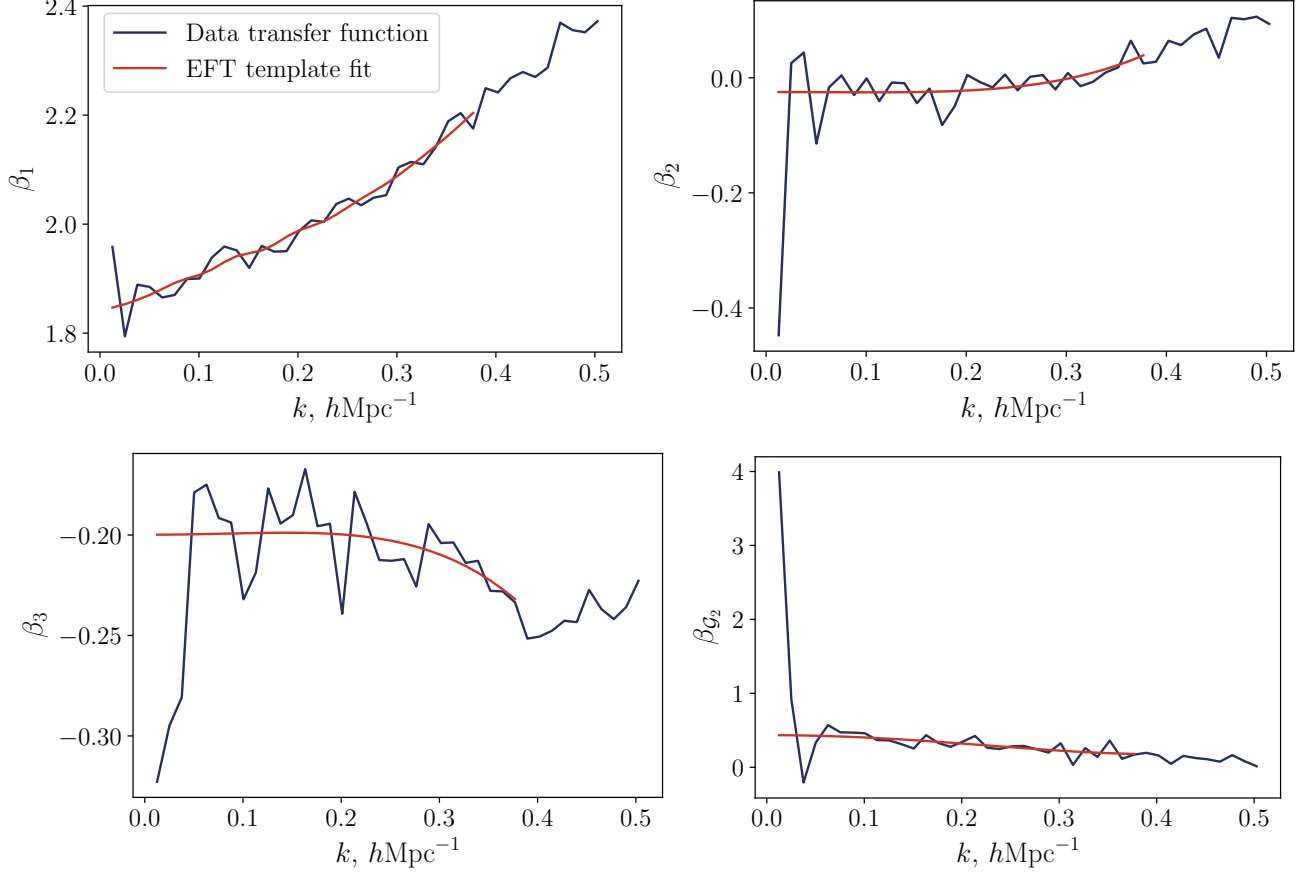 2.4
2.2
2.0
1.8
β₁
Data transfer function
EFT template fit
0.0 0.1 0.2 0.3 0.4 0.5
k, hMpc⁻¹
0.0
−0.2
−0.4
β₂
0.0 0.1 0.2 0.3 0.4 0.5
k, hMpc⁻¹
−0.20
−0.25
−0.30
β₃
0.0 0.1 0.2 0.3 0.4 0.5
k, hMpc⁻¹
4
3
2
1
0
β𝒢₂
0.0 0.1 0.2 0.3 0.4 0.5
k, hMpc⁻¹